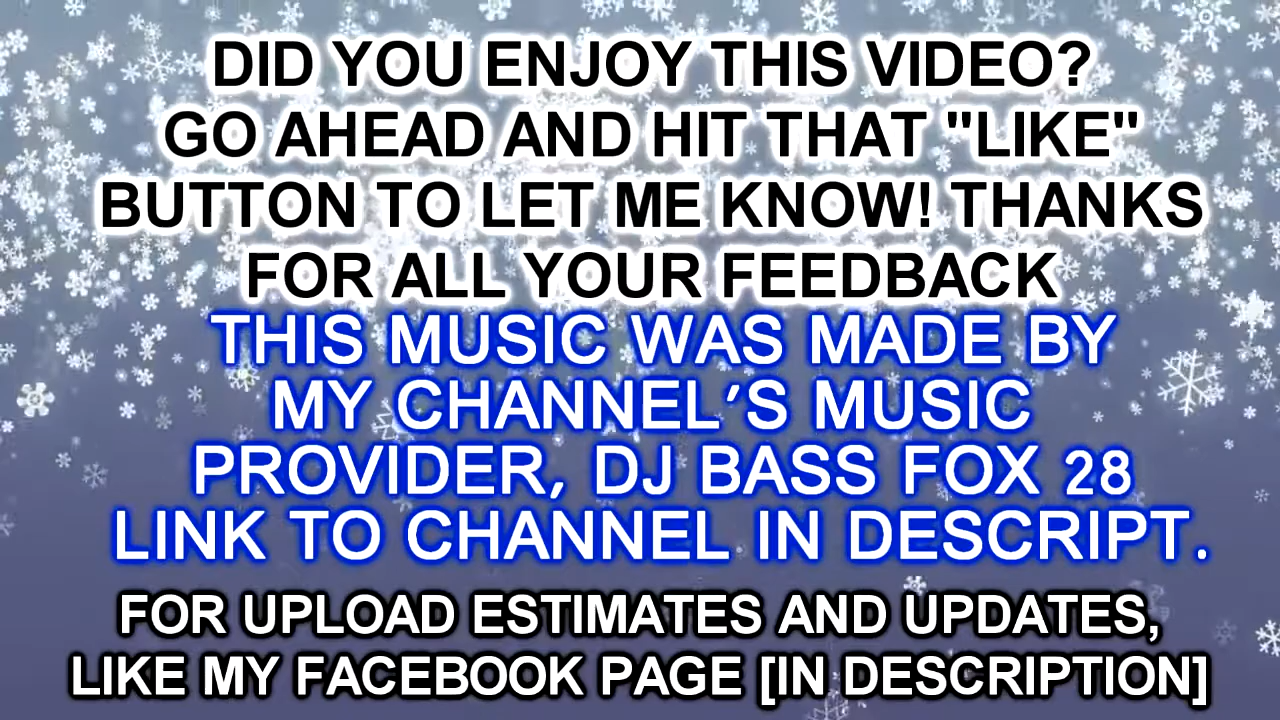 DID YOU ENJOY THIS VIDEO?
GO AHEAD AND HIT THAT "LIKE"
BUTTON TO LET ME KNOW! THANKS
FOR ALL YOUR FEEDBACK
THIS MUSIC WAS MADE BY
MY CHANNEL'S MUSIC
PROVIDER, DJ BASS FOX 28
LINK TO CHANNEL IN DESCRIPT.
FOR UPLOAD ESTIMATES AND UPDATES,
LIKE MY FACEBOOK PAGE [IN DESCRIPTION]